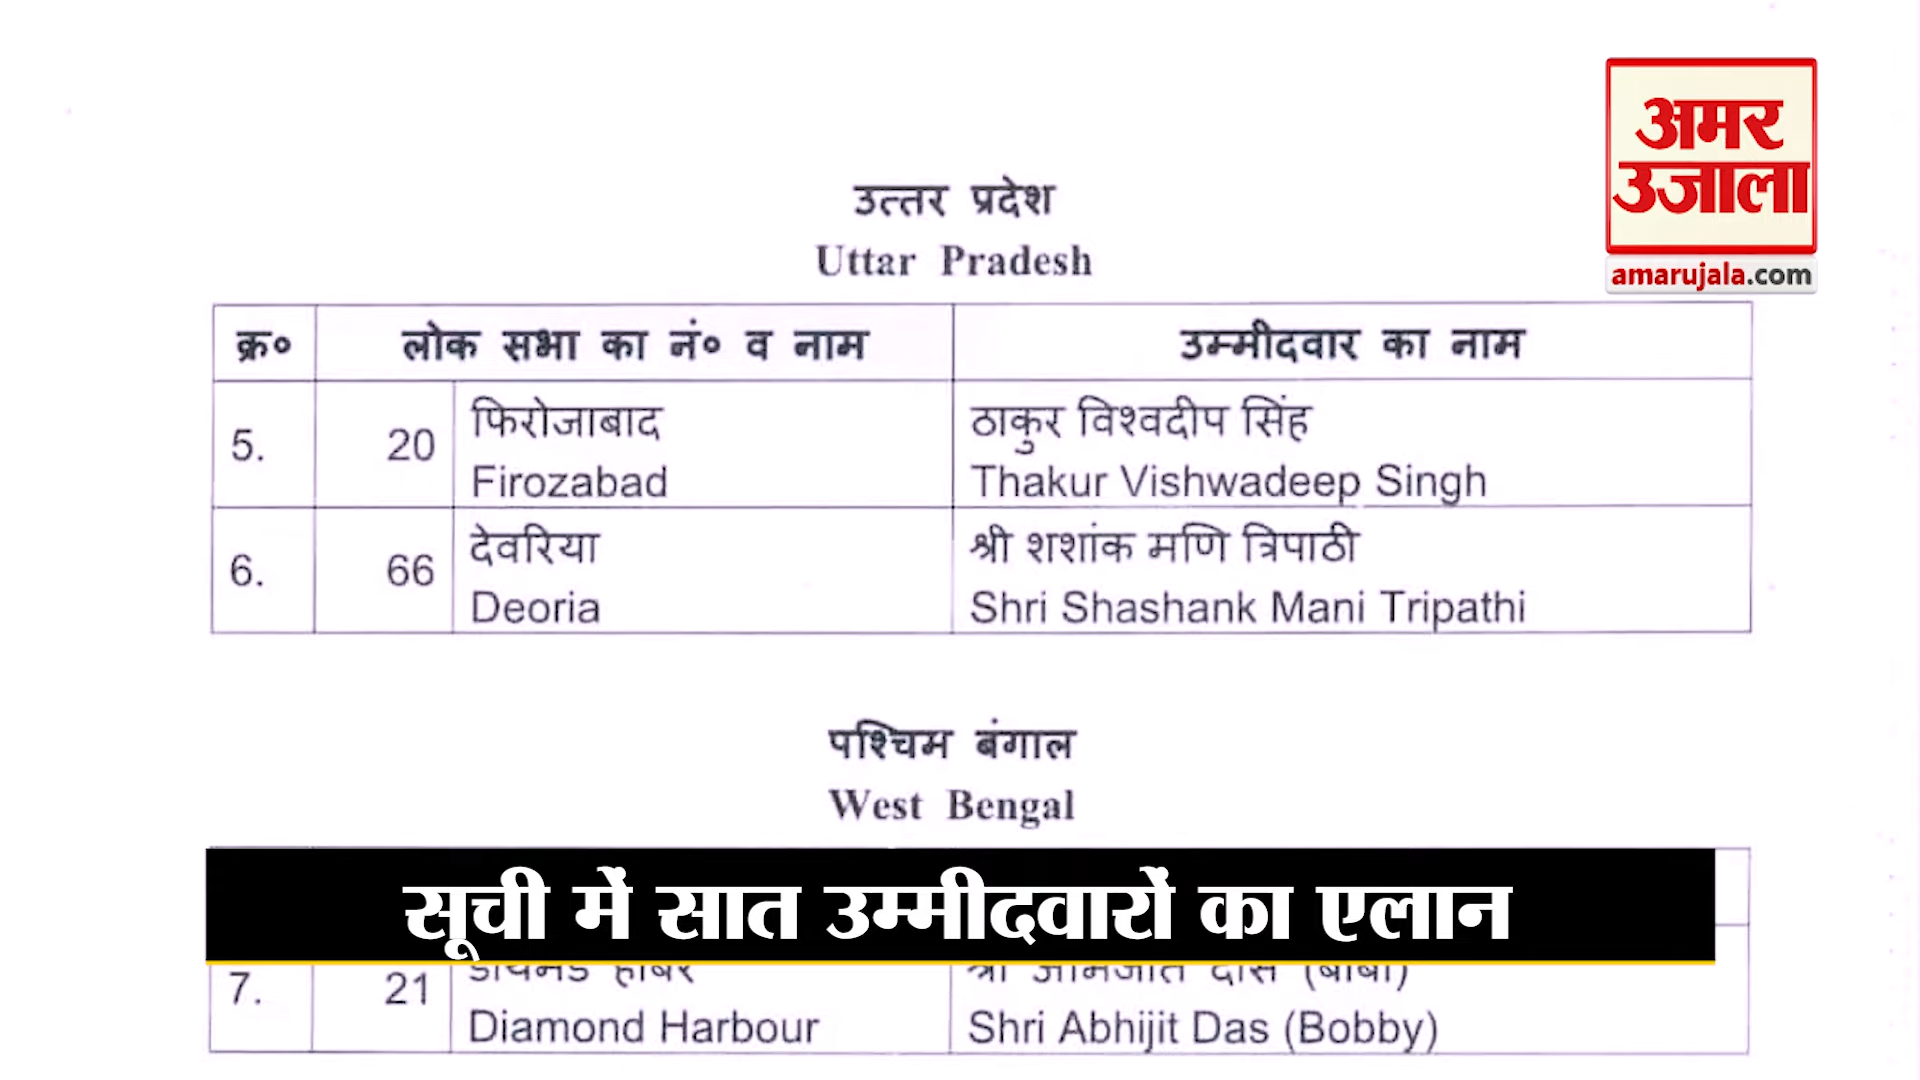 अमर
उजाला
amarujala.com
उत्तर प्रदेश
Uttar Pradesh
क्र० लोक सभा का नं० व नाम उम्मीदवार का नाम
5. 20 फिरोजाबाद ठाकुर विश्वदीप सिंह
Firozabad Thakur Vishwadeep Singh
6. 66 देवरिया श्री शशांक मणि त्रिपाठी
Deoria Shri Shashank Mani Tripathi
पश्चिम बंगाल
West Bengal
सूची में सात उम्मीदवारों का एलान
7. 21
Diamond Harbour Shri Abhijit Das (Bobby)